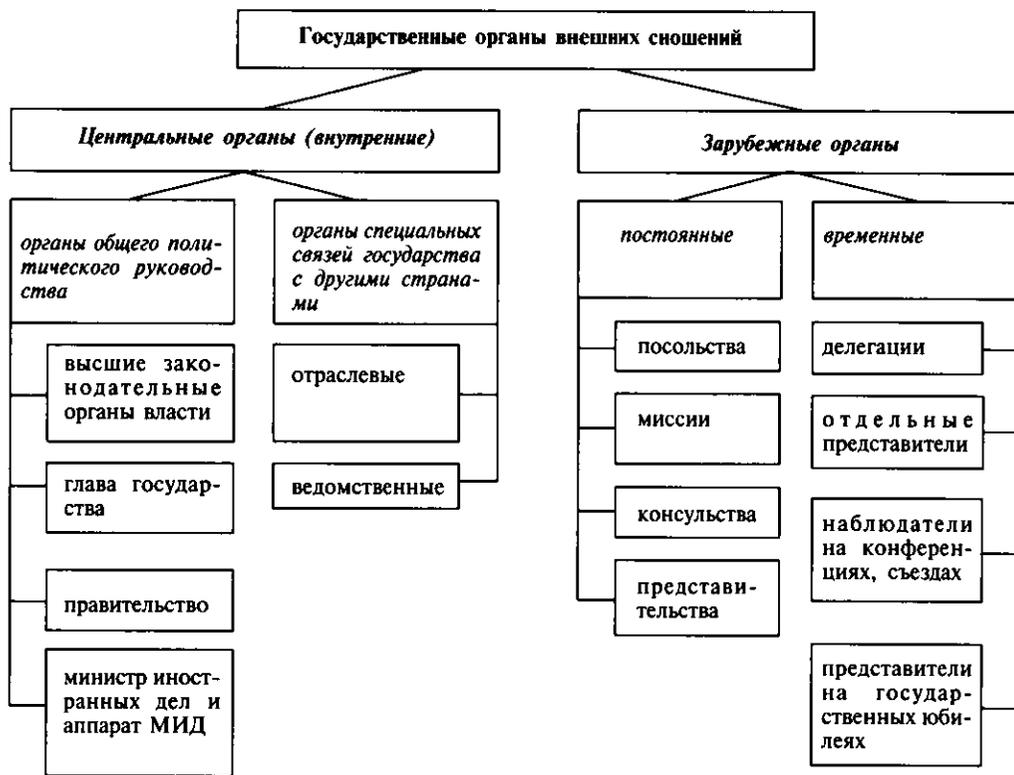 Государственные органы внешних сношений
Центральные органы (внутренние)
органы общего поли-
тического руковод-
ства
высшие зако-
нодательные
органы власти
глава государ-
ства
правительство
министр иност-
ранных дел и
аппарат МИД
органы специальных
связей государства
с другими страна-
ми
отраслевые
ведомственные
Зарубежные органы
постоянные
посольства
миссии
консульства
представи-
тельства
временные
делегации
отдельные
представители
наблюдатели
на конферен-
циях, съездах
представители
на государ-
ственных юби-
леях